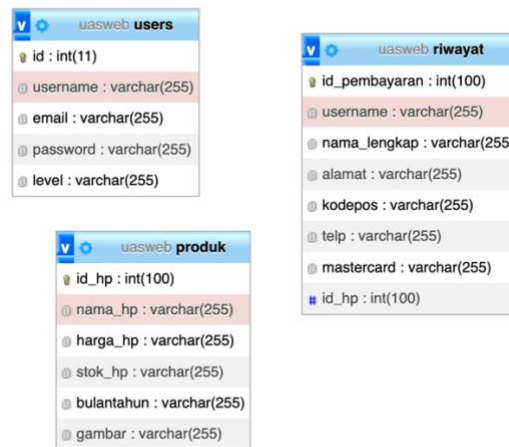 uasweb users
id : int(11)
username : varchar(255)
email : varchar(255)
password : varchar(255)
level : varchar(255)
uasweb riwayat
id_pembayaran : int(100)
username : varchar(255)
nama_lengkap : varchar(255
alamat : varchar(255)
kodepos : varchar(255)
telp : varchar(255)
mastercard : varchar(255)
# id_hp : int(100)
uasweb produk
id_hp : int(100)
nama_hp : varchar(255)
harga_hp : varchar(255)
stok_hp : varchar(255)
bulantahun : varchar(255)
gambar : varchar(255)